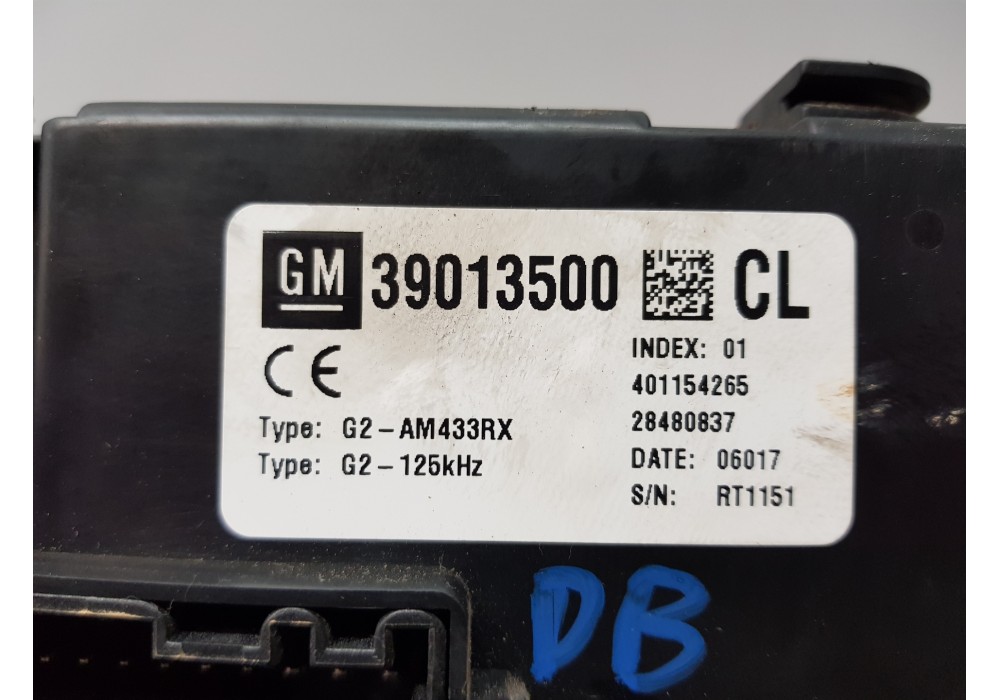 GM 39013500 CL
CE
Type: G2-AM433RX
Type: G2-125kHz
INDEX: 01
401154265
28480837
DATE: 06017
S/N: RT1151
DB